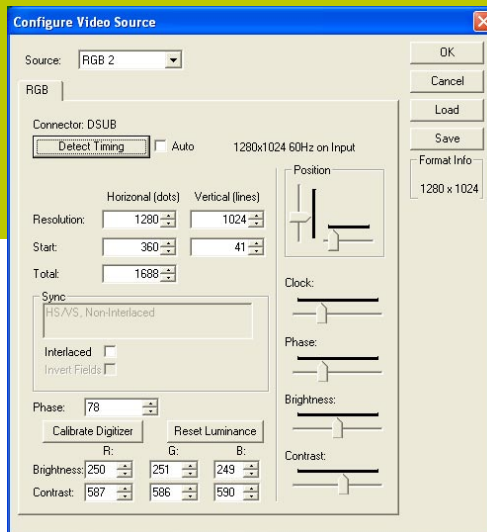 Configure Video Source
Source: RGB 2
OK
Cancel
Load
Save
Format Info
1280 x 1024
RGB
Connector: DSUB
Detect Timing Auto 1280x1024 60Hz on Input
Position
Horizonal (dots) Vertical (lines)
Resolution: 1280 1024
Start: 360 41
Total: 1688
Sync
HS/VS, Non-Interlaced
Interlaced
Invert Fields
Phase: 78
Calibrate Digitizer Reset Luminance
R: G: B:
Brightness: 250 251 249
Contrast: 587 586 590
Clock:
Phase:
Brightness:
Contrast: